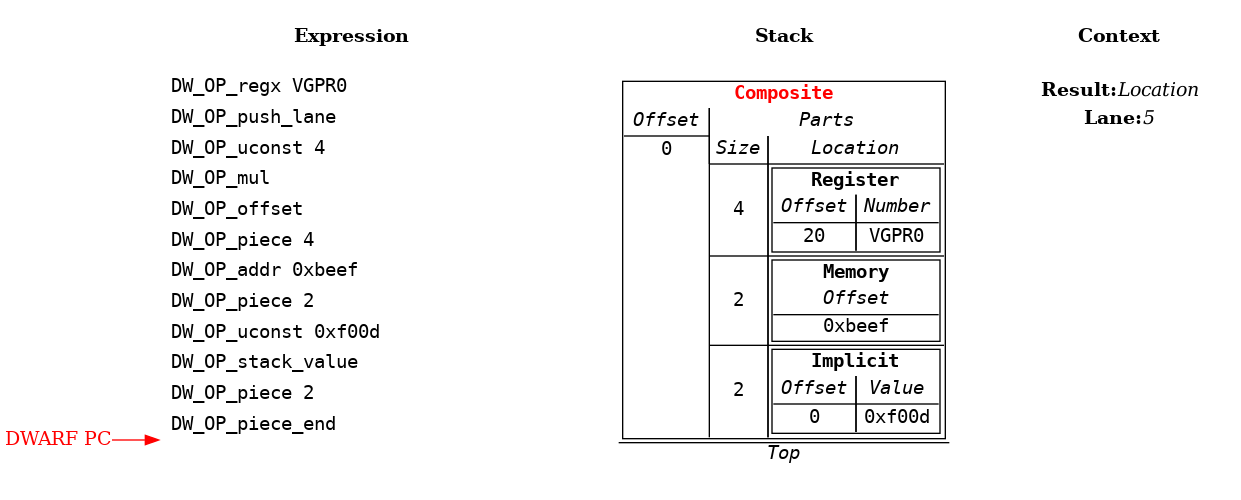 Expression Stack Context
DW_OP_regx VGPR0
DW_OP_push_lane
DW_OP_uconst 4
DW_OP_mul
DW_OP_offset
DW_OP_piece 4
DW_OP_addr 0xbeef
DW_OP_piece 2
DW_OP_uconst 0xf00d
DW_OP_stack_value
DW_OP_piece 2
DW_OP_piece_end
DWARF PC
Composite
Offset Parts
0 Size Location
4
Register
Offset Number
20 VGPR0
2
Memory
Offset
0xbeef
2
Implicit
Offset Value
0 0xf00d
Top
Result:Location
Lane:5